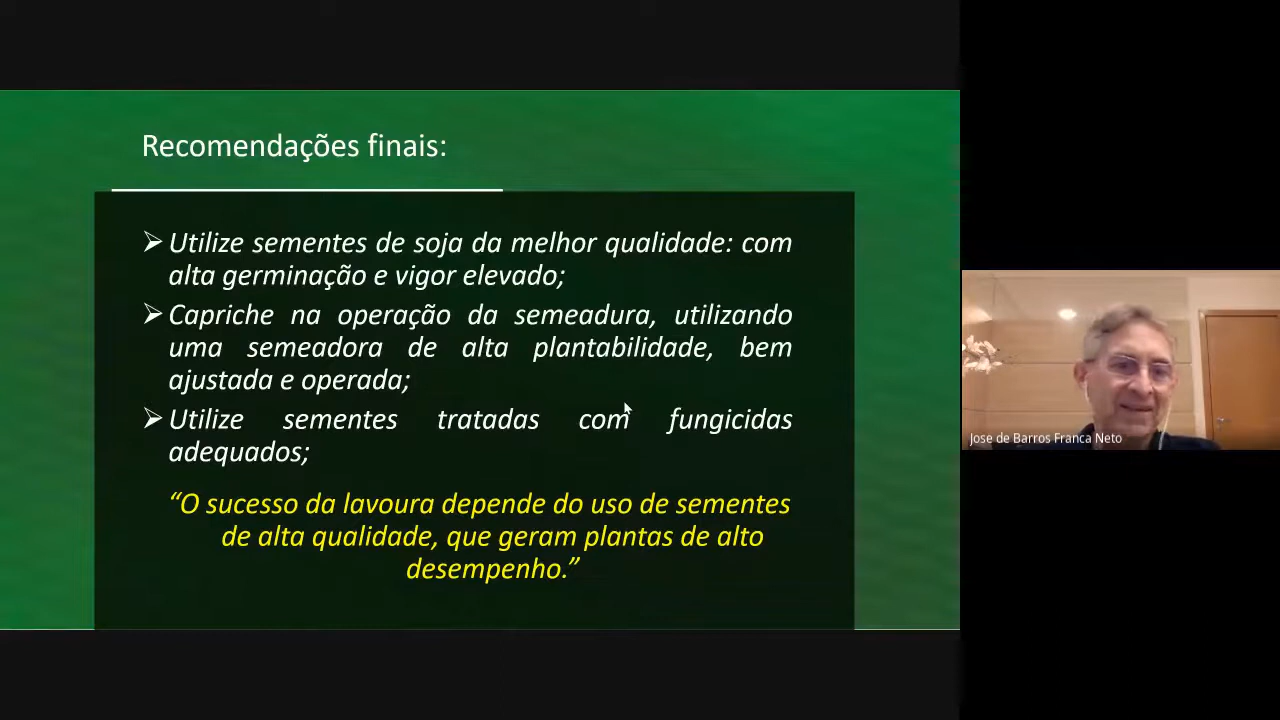 Recomendações finais:
➢ Utilize sementes de soja da melhor qualidade: com
alta germinação e vigor elevado;
➢ Capriche na operação da semeadura, utilizando
uma semeadora de alta plantabilidade, bem
ajustada e operada;
➢ Utilize sementes tratadas com fungicidas
adequados;
“O sucesso da lavoura depende do uso de sementes
de alta qualidade, que geram plantas de alto
desempenho.”
Jose de Barros Franca Neto